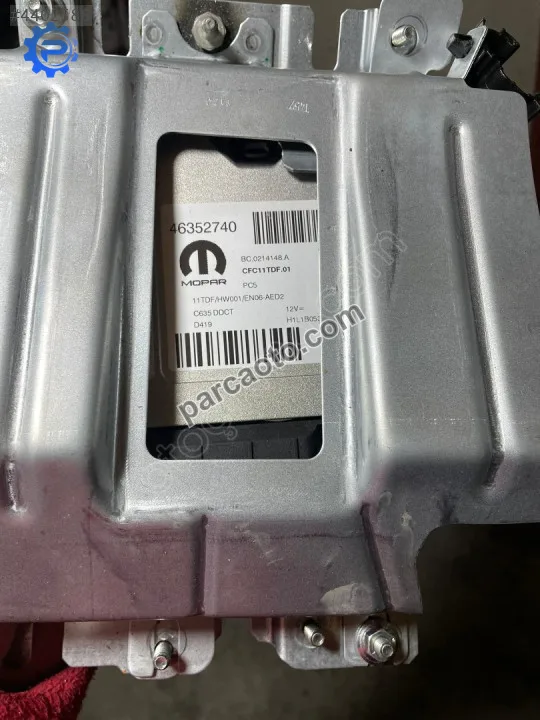 46352740
MOPAR
BC.0214148.A
CFC11TDF.01
PC5
11TDF/HW001/EN06-AED2
C635 DDCT
12V=
D419
parcaoto.com